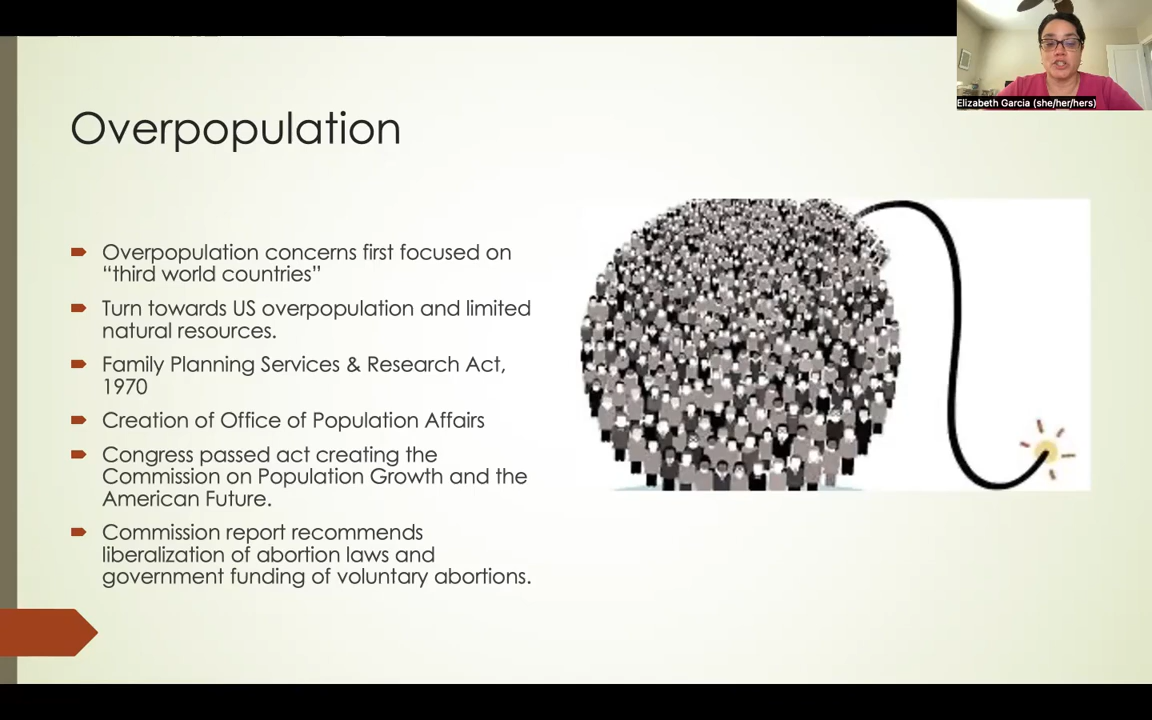 Elizabeth Garcia (she/her/hers)
Overpopulation
Overpopulation concerns first focused on
“third world countries”
Turn towards US overpopulation and limited
natural resources.
Family Planning Services & Research Act,
1970
Creation of Office of Population Affairs
Congress passed act creating the
Commission on Population Growth and the
American Future.
Commission report recommends
liberalization of abortion laws and
government funding of voluntary abortions.